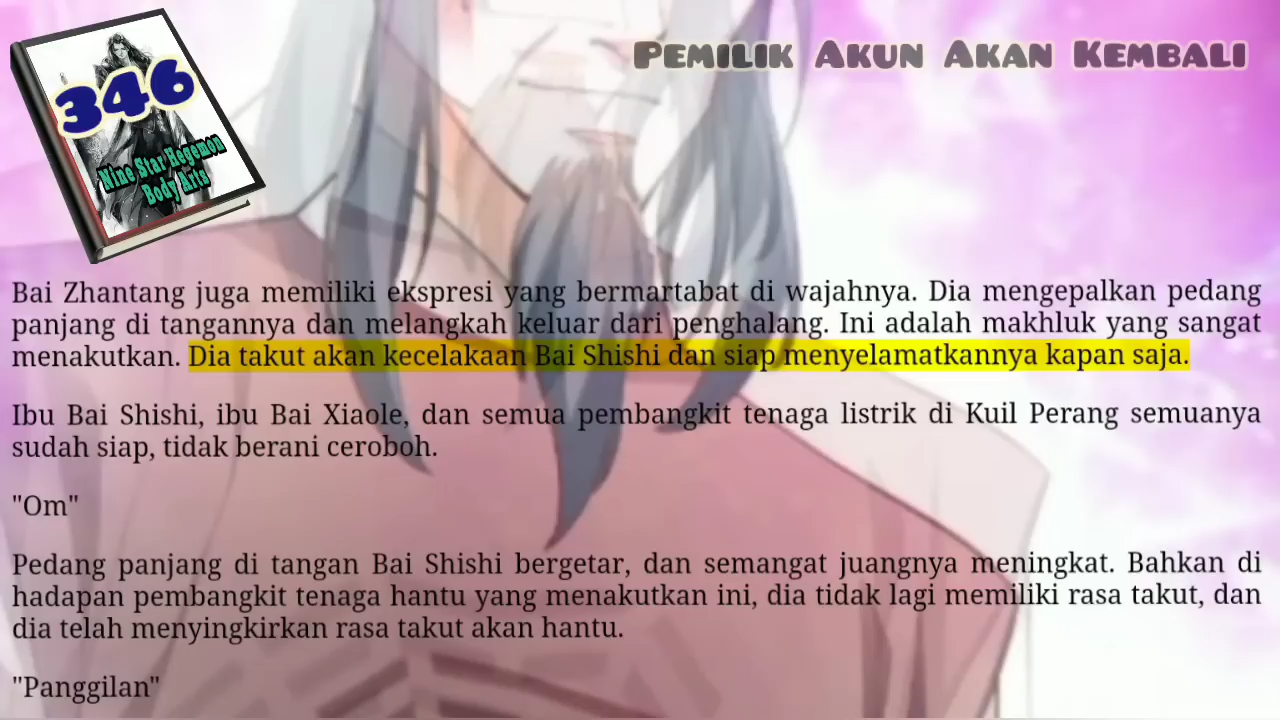 346
Nine Star Hegemon
Body Arts
Pemilik Akun Akan Kembali
Bai Zhantang juga memiliki ekspresi yang bermartabat di wajahnya. Dia mengepalkan pedang
panjang di tangannya dan melangkah keluar dari penghalang. Ini adalah makhluk yang sangat
menakutkan. Dia takut akan kecelakaan Bai Shishi dan siap menyelamatkannya kapan saja.
Ibu Bai Shishi, ibu Bai Xiaole, dan semua pembangkit tenaga listrik di Kuil Perang semuanya
sudah siap, tidak berani ceroboh.
"Om"
Pedang panjang di tangan Bai Shishi bergetar, dan semangat juangnya meningkat. Bahkan di
hadapan pembangkit tenaga hantu yang menakutkan ini, dia tidak lagi memiliki rasa takut, dan
dia telah menyingkirkan rasa takut akan hantu.
"Panggilan"